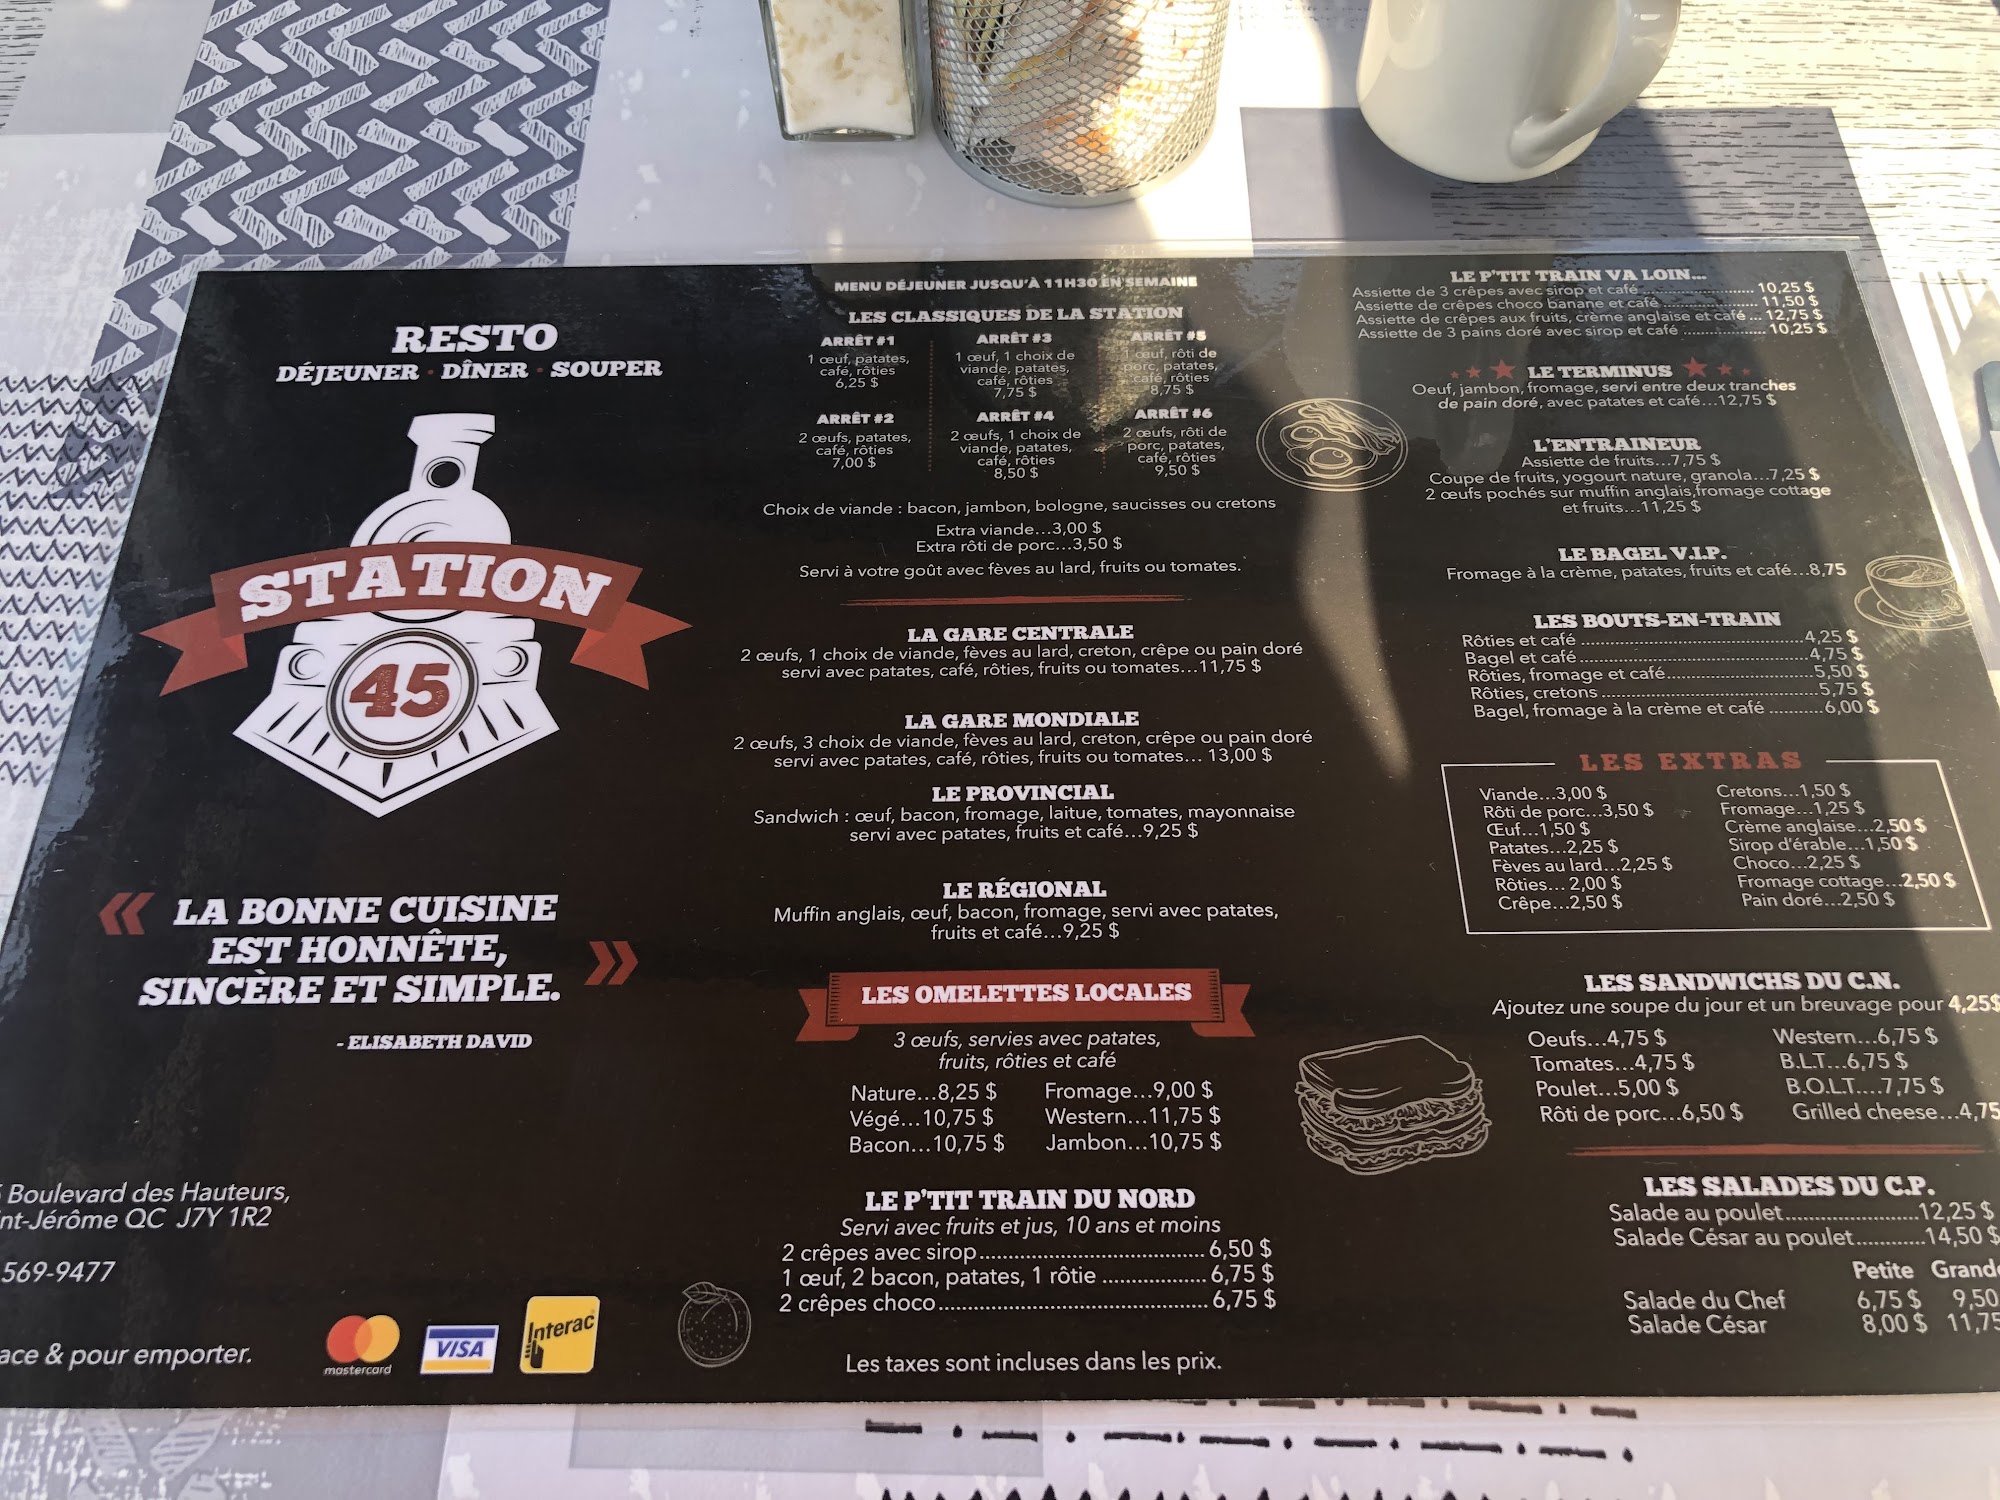 RESTO
DÉJEUNER • DÎNER • SOUPER
STATION
45
« LA BONNE CUISINE
EST HONNÊTE,
SINCÈRE ET SIMPLE. »
- ELISABETH DAVID
Boulevard des Hauteurs,
nt-Jérôme QC J7Y 1R2
569-9477
ace & pour emporter.
mastercard
VISA
Interac
MENU DÉJEUNER JUSQU'À 11H30 EN SEMAINE
LES CLASSIQUES DE LA STATION
ARRÊT #1
1 œuf, patates,
café, rôties
6,25 $
ARRÊT #3
1 œuf, 1 choix de
viande, patates,
café, rôties
7,75 $
ARRÊT #5
1 œuf, rôti de
porc, patates,
café, rôties
8,75 $
ARRÊT #2
2 œufs, patates,
café, rôties
7,00 $
ARRÊT #4
2 œufs, 1 choix de
viande, patates,
café, rôties
8,50 $
ARRÊT #6
2 œufs, rôti de
porc, patates,
café, rôties
9,50 $
Choix de viande : bacon, jambon, bologne, saucisses ou cretons
Extra viande...3,00 $
Extra rôti de porc...3,50 $
Servi à votre goût avec fèves au lard, fruits ou tomates.
LA GARE CENTRALE
2 œufs, 1 choix de viande, fèves au lard, creton, crêpe ou pain doré
servi avec patates, café, rôties, fruits ou tomates...11,75 $
LA GARE MONDIALE
2 œufs, 3 choix de viande, fèves au lard, creton, crêpe ou pain doré
servi avec patates, café, rôties, fruits ou tomates... 13,00 $
LE PROVINCIAL
Sandwich : œuf, bacon, fromage, laitue, tomates, mayonnaise
servi avec patates, fruits et café...9,25 $
LE RÉGIONAL
Muffin anglais, œuf, bacon, fromage, servi avec patates,
fruits et café...9,25 $
LES OMELETTES LOCALES
3 œufs, servies avec patates,
fruits, rôties et café
Nature...8,25 $
Fromage...9,00 $
Végé...10,75 $
Western...11,75 $
Bacon...10,75 $
Jambon...10,75 $
LE P'TIT TRAIN DU NORD
Servi avec fruits et jus, 10 ans et moins
2 crêpes avec sirop.................... 6,50 $
1 œuf, 2 bacon, patates, 1 rôtie .................. 6,75 $
2 crêpes choco.................... 6,75 $
Les taxes sont incluses dans les prix.
LE P'TIT TRAIN VA LOIN...
Assiette de 3 crêpes avec sirop et café .................... 10,25 $
Assiette de crêpes choco banane et café .................. 11,50 $
Assiette de crêpes aux fruits, crème anglaise et café ... 12,75 $
Assiette de 3 pains doré avec sirop et café ............... 10,25 $
LE TERMINUS
Oeuf, jambon, fromage, servi entre deux tranches
de pain doré, avec patates et café...12,75 $
L'ENTRAINEUR
Assiette de fruits...7,75 $
Coupe de fruits, yogourt nature, granola...7,25 $
2 œufs pochés sur muffin anglais,fromage cottage
et fruits...11,25 $
LE BAGEL V.I.P.
Fromage à la crème, patates, fruits et café...8,75
LES BOUTS-EN-TRAIN
Rôties et café....................4,25 $
Bagel et café....................4,75 $
Rôties, fromage et café....................5,50 $
Rôties, cretons ....................5,75 $
Bagel, fromage à la crème et café ..........6,00 $
LES EXTRAS
Viande...3,00 $
Rôti de porc...3,50 $
Œuf...1,50 $
Patates...2,25 $
Fèves au lard...2,25 $
Rôties... 2,00 $
Crêpe...2,50 $
Cretons...1,50 $
Fromage...1,25 $
Crème anglaise...2,50 $
Sirop d'érable...1,50 $
Choco...2,25 $
Fromage cottage...2,50 $
Pain doré...2,50 $
LES SANDWICHS DU C.N.
Ajoutez une soupe du jour et un breuvage pour 4,25$
Oeufs...4,75 $
Tomates...4,75 $
Poulet...5,00 $
Rôti de porc...6,50 $
Western...6,75 $
B.L.T...6,75 $
B.O.L.T....7,75 $
Grilled cheese...4,75
LES SALADES DU C.P.
Salade au poulet....................12,25 $
Salade César au poulet............14,50 $
Petite Grande
Salade du Chef 6,75 $ 9,50
Salade César 8,00 $ 11,75